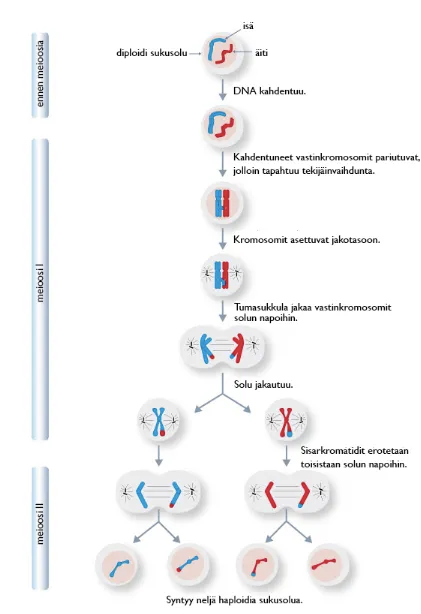 isä
diploidi sukusolu
äiti
ennen meioosia
DNA kahdentuu.
Kahdentuneet vastinkromosomit pariutuvat,
jolloin tapahtuu tekijäinvaihdunta.
Kromosomit asettuvat jakotasoon.
meioosi I
Tumasukkula jakaa vastinkromosomit
solun napoihin.
Solu jakautuu.
Sisarkromatidit erotetaan
toisistaan solun napoihin.
meioosi II
Syntyy neljä haploidia sukusolua.